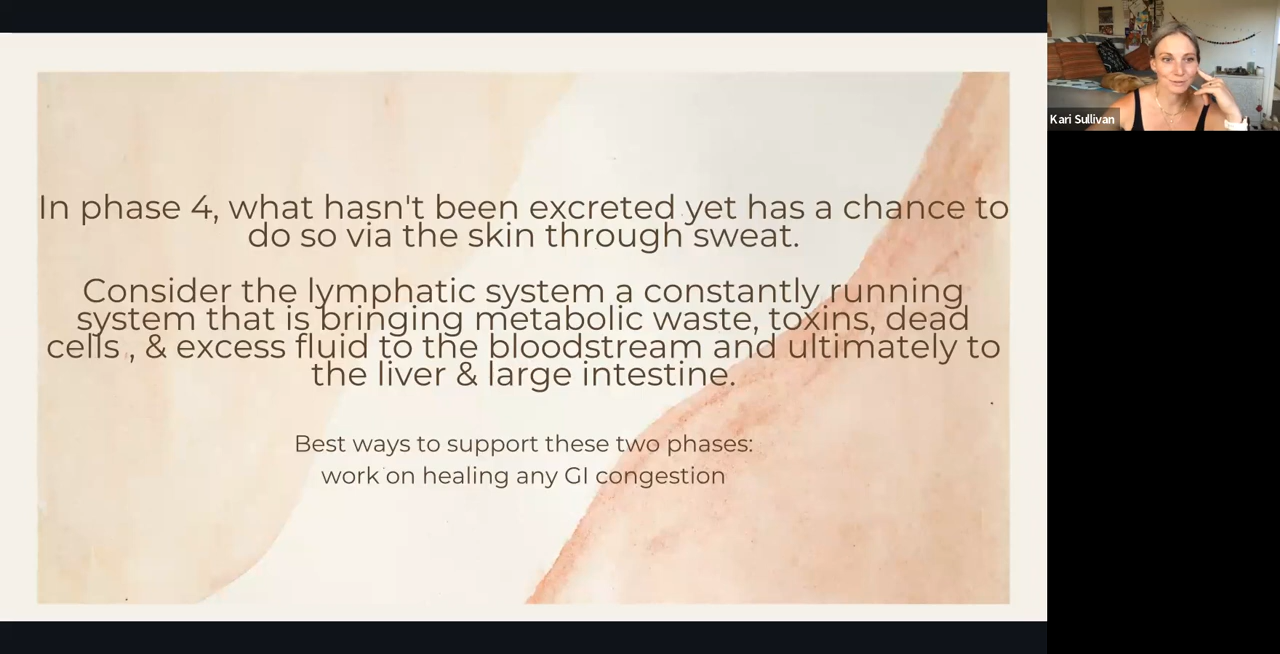 In phase 4, what hasn't been excreted yet has a chance to
do so via the skin through sweat.
Consider the lymphatic system a constantly running
system that is bringing metabolic waste, toxins, dead
cells , & excess fluid to the bloodstream and ultimately to
the liver & large intestine.
Best ways to support these two phases:
work on healing any GI congestion
Kari Sullivan